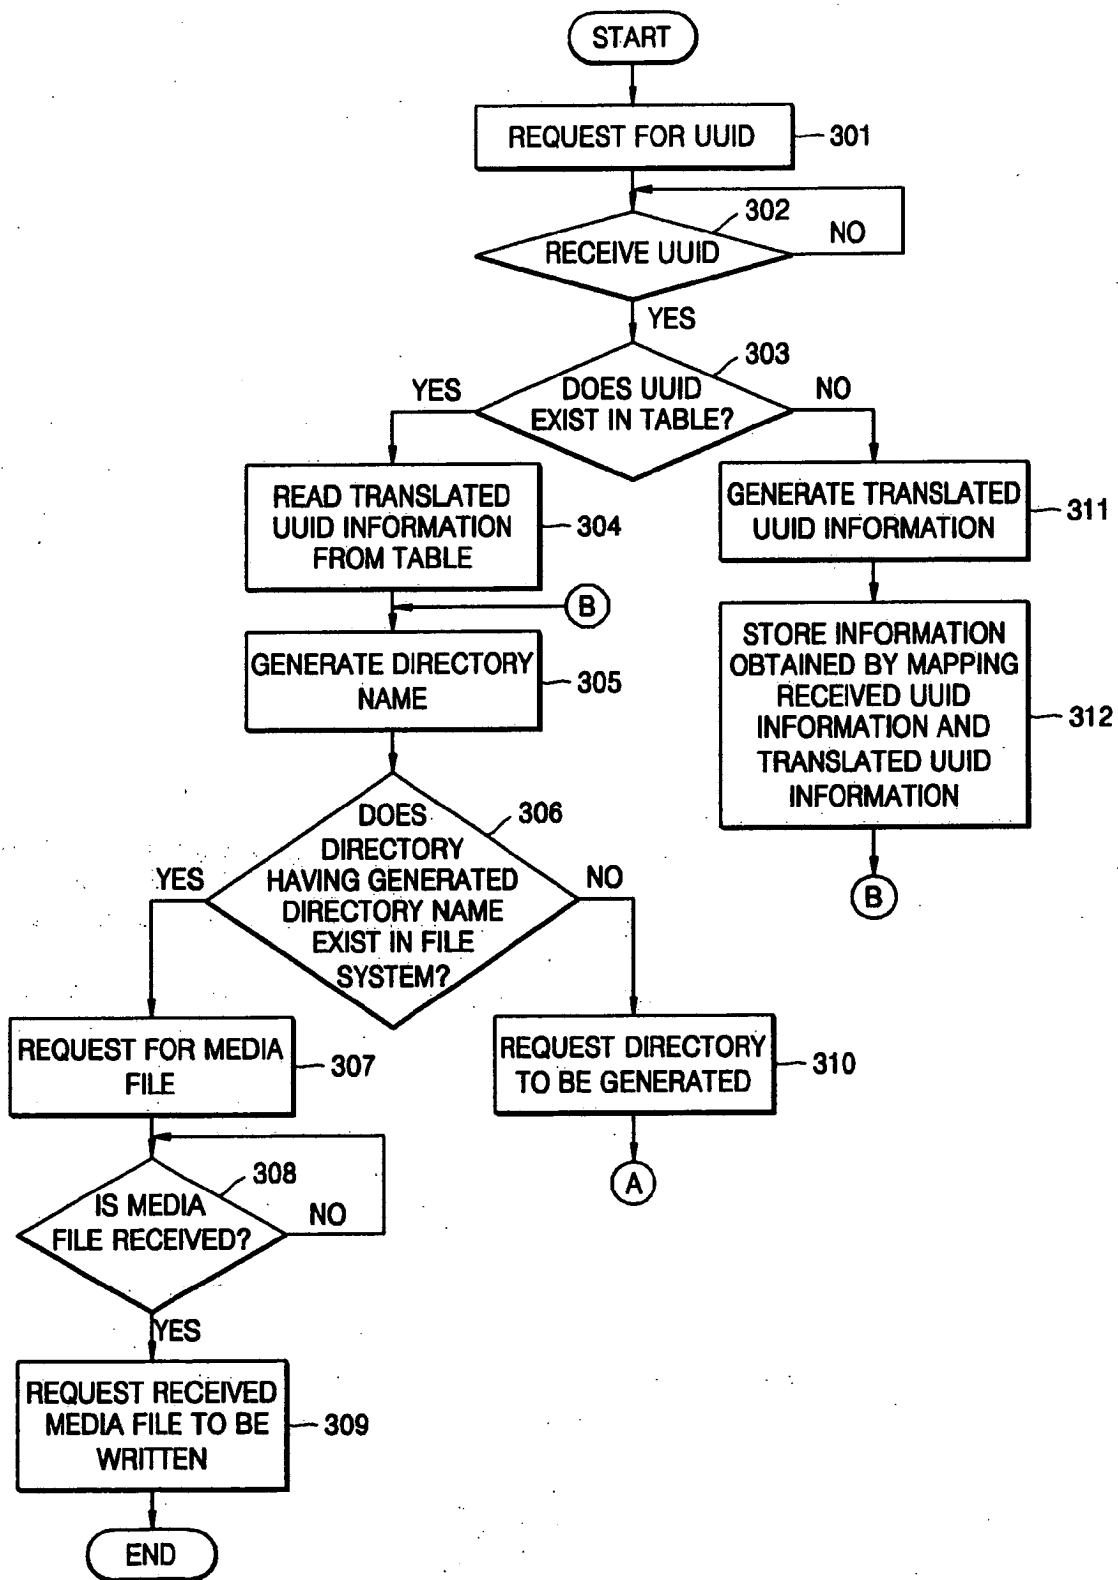 START
REQUEST FOR UUID
301
302
RECEIVE UUID
NO
YES
303
YES
DOES UUID
EXIST IN TABLE?
NO
READ TRANSLATED
UUID INFORMATION
FROM TABLE
304
GENERATE TRANSLATED
UUID INFORMATION
311
B
GENERATE DIRECTORY
NAME
305
STORE INFORMATION
OBTAINED BY MAPPING
RECEIVED UUID
INFORMATION AND
TRANSLATED UUID
INFORMATION
312
B
306
YES
DOES
DIRECTORY
HAVING GENERATED
DIRECTORY NAME
EXIST IN FILE
SYSTEM?
NO
REQUEST FOR MEDIA
FILE
307
REQUEST DIRECTORY
TO BE GENERATED
310
A
308
IS MEDIA
FILE RECEIVED?
NO
YES
REQUEST RECEIVED
MEDIA FILE TO BE
WRITTEN
309
END